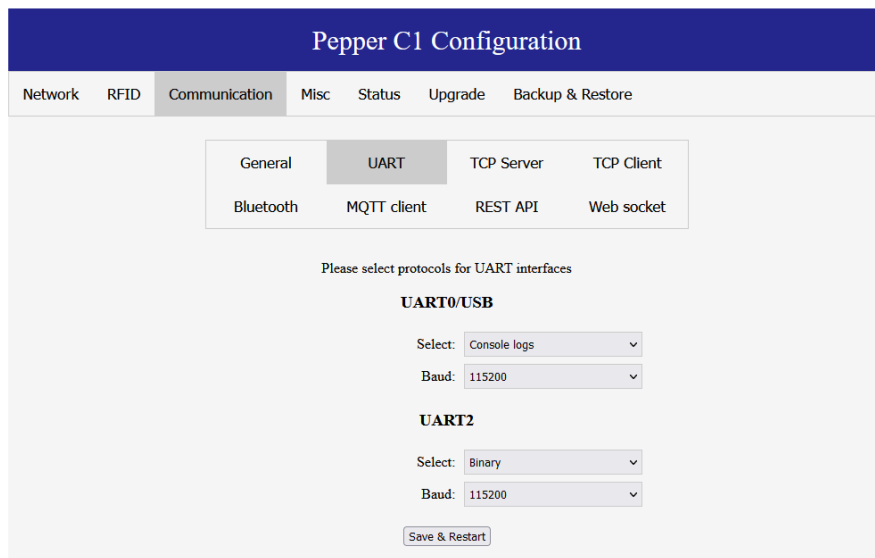 Pepper C1 Configuration
Network RFID Communication Misc Status Upgrade Backup & Restore
General UART TCP Server TCP Client
Bluetooth MQTT client REST API Web socket
Please select protocols for UART interfaces
UART0/USB
Select: Console logs
Baud: 115200
UART2
Select: Binary
Baud: 115200
Save & Restart